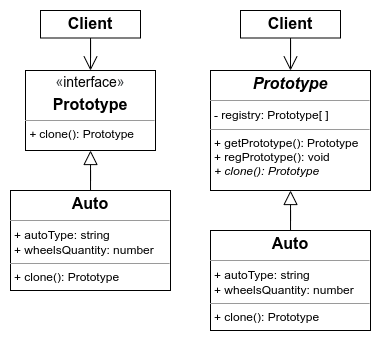 Client
«interface»
Prototype
+ clone(): Prototype
Auto
+ autoType: string
+ wheelsQuantity: number
+ clone(): Prototype
Client
Prototype
- registry: Prototype[ ]
+ getPrototype(): Prototype
+ regPrototype(): void
+ clone(): Prototype
Auto
+ autoType: string
+ wheelsQuantity: number
+ clone(): Prototype